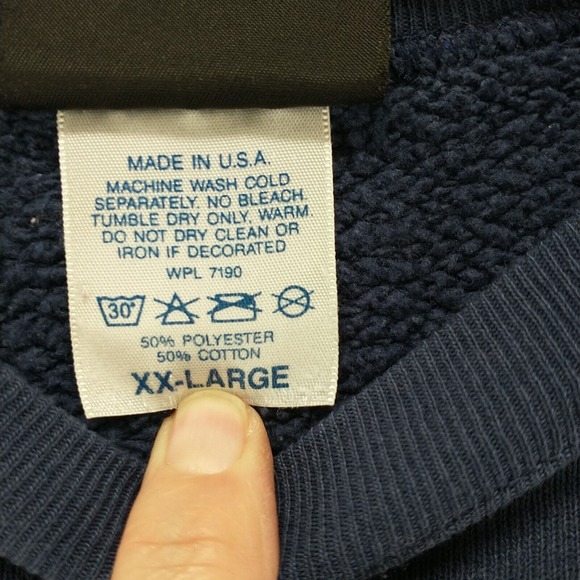 MADE IN U.S.A.
MACHINE WASH COLD
SEPARATELY. NO BLEACH.
TUMBLE DRY ONLY, WARM.
DO NOT DRY CLEAN OR
IRON IF DECORATED
WPL 7190
30°
50% POLYESTER
50% COTTON
XX-LARGE